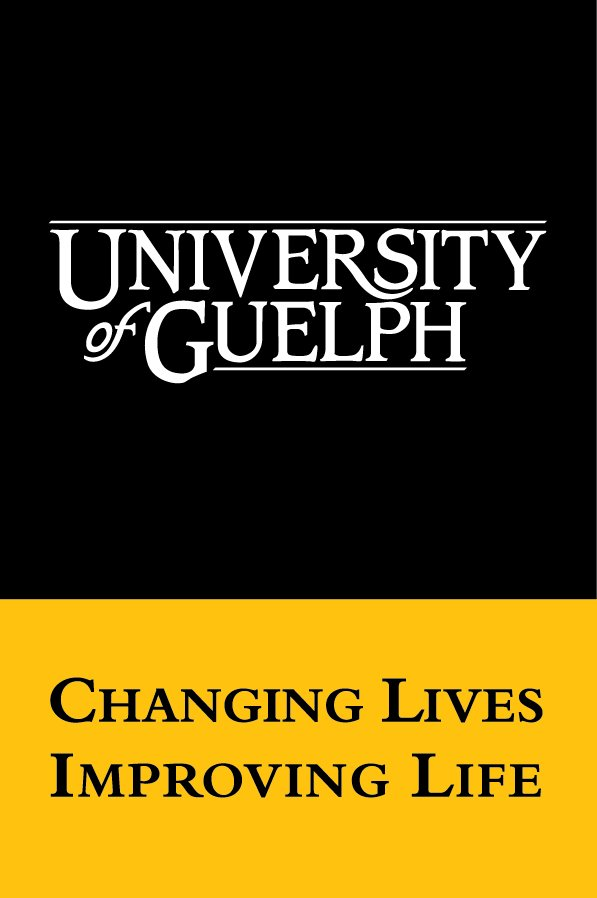 UNIVERSITY
of GUELPH
CHANGING LIVES
IMPROVING LIFE